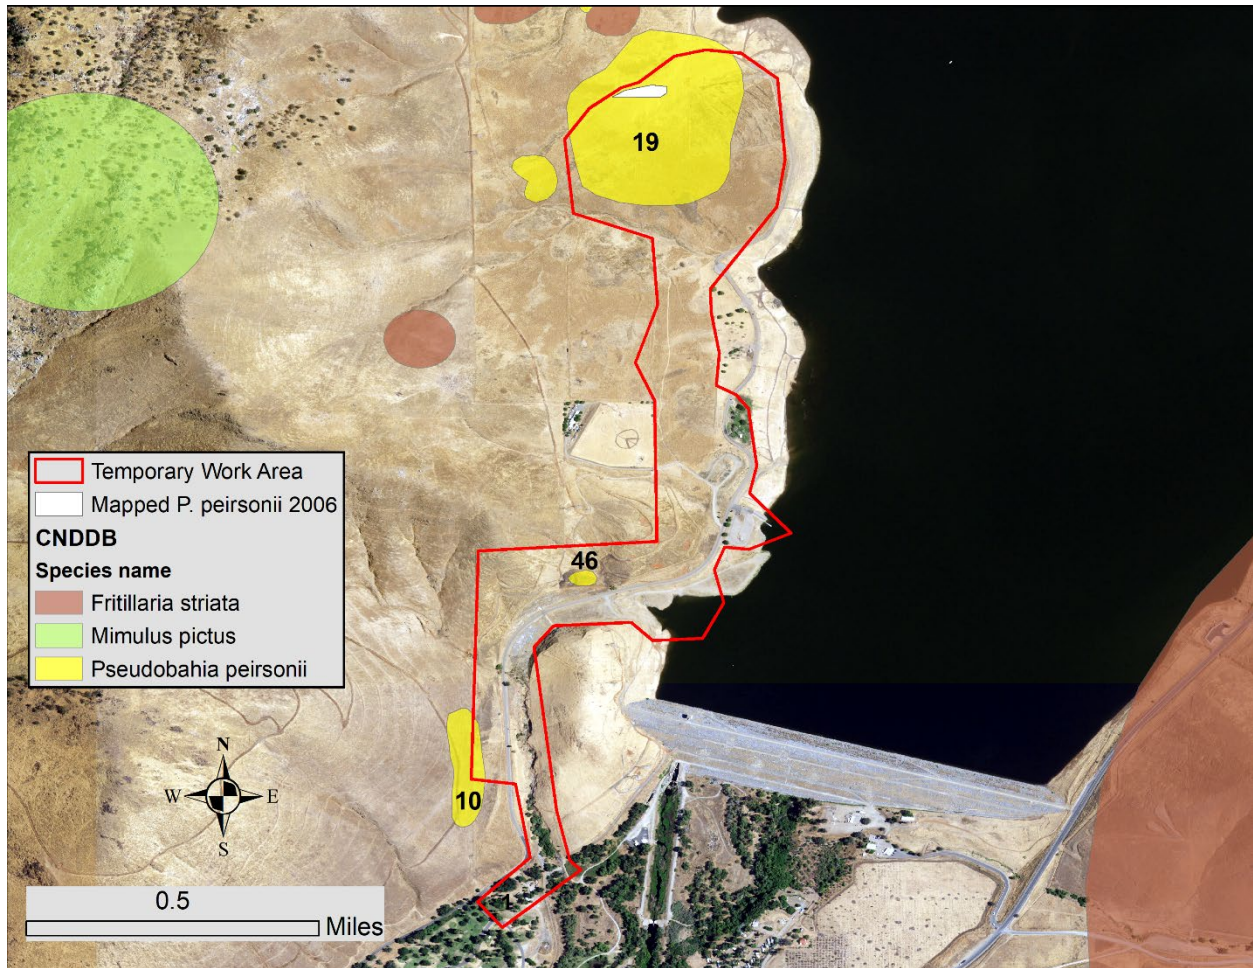 19
46
Temporary Work Area
Mapped P. peirsonii 2006
CNDDB
Species name
Fritillaria striata
Mimulus pictus
Pseudobahia peirsonii
10
N
W E
S
1
0.5
Miles